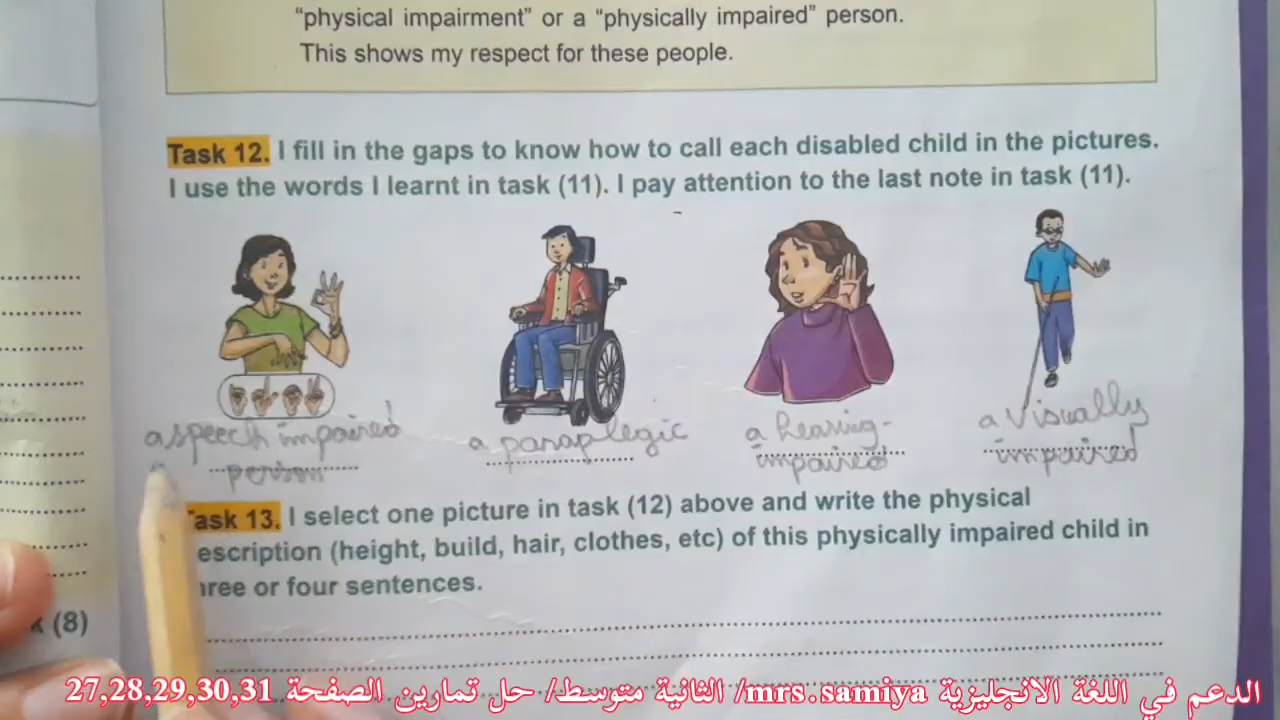 “physical impairment” or a “physically impaired” person.
This shows my respect for these people.
Task 12. I fill in the gaps to know how to call each disabled child in the pictures.
I use the words I learnt in task (11). I pay attention to the last note in task (11).
a speech impaired person
a paraplegic
a hearing-impaired
a visually impaired
ask 13. I select one picture in task (12) above and write the physical
escription (height, build, hair, clothes, etc) of this physically impaired child in
hree or four sentences.
(8)
الدعم في اللغة الانجليزية mrs.samiya/ الثانية متوسط/ حل تمارين الصفحة 27,28,29,30,31